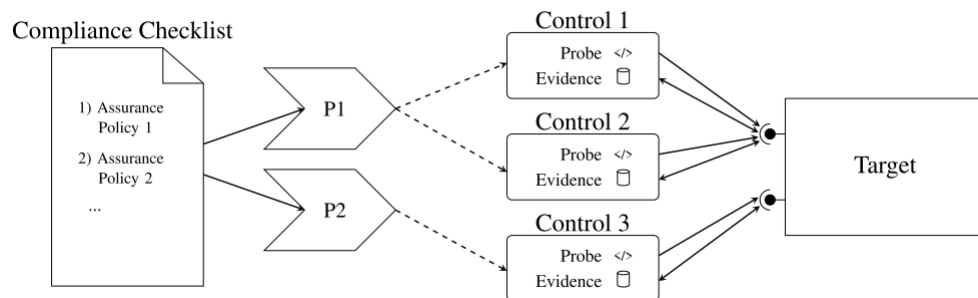 Compliance Checklist
1) Assurance
Policy 1
2) Assurance
Policy 2
...
P1
P2
Control 1
Probe </>
Evidence
Control 2
Probe </>
Evidence
Control 3
Probe </>
Evidence
Target